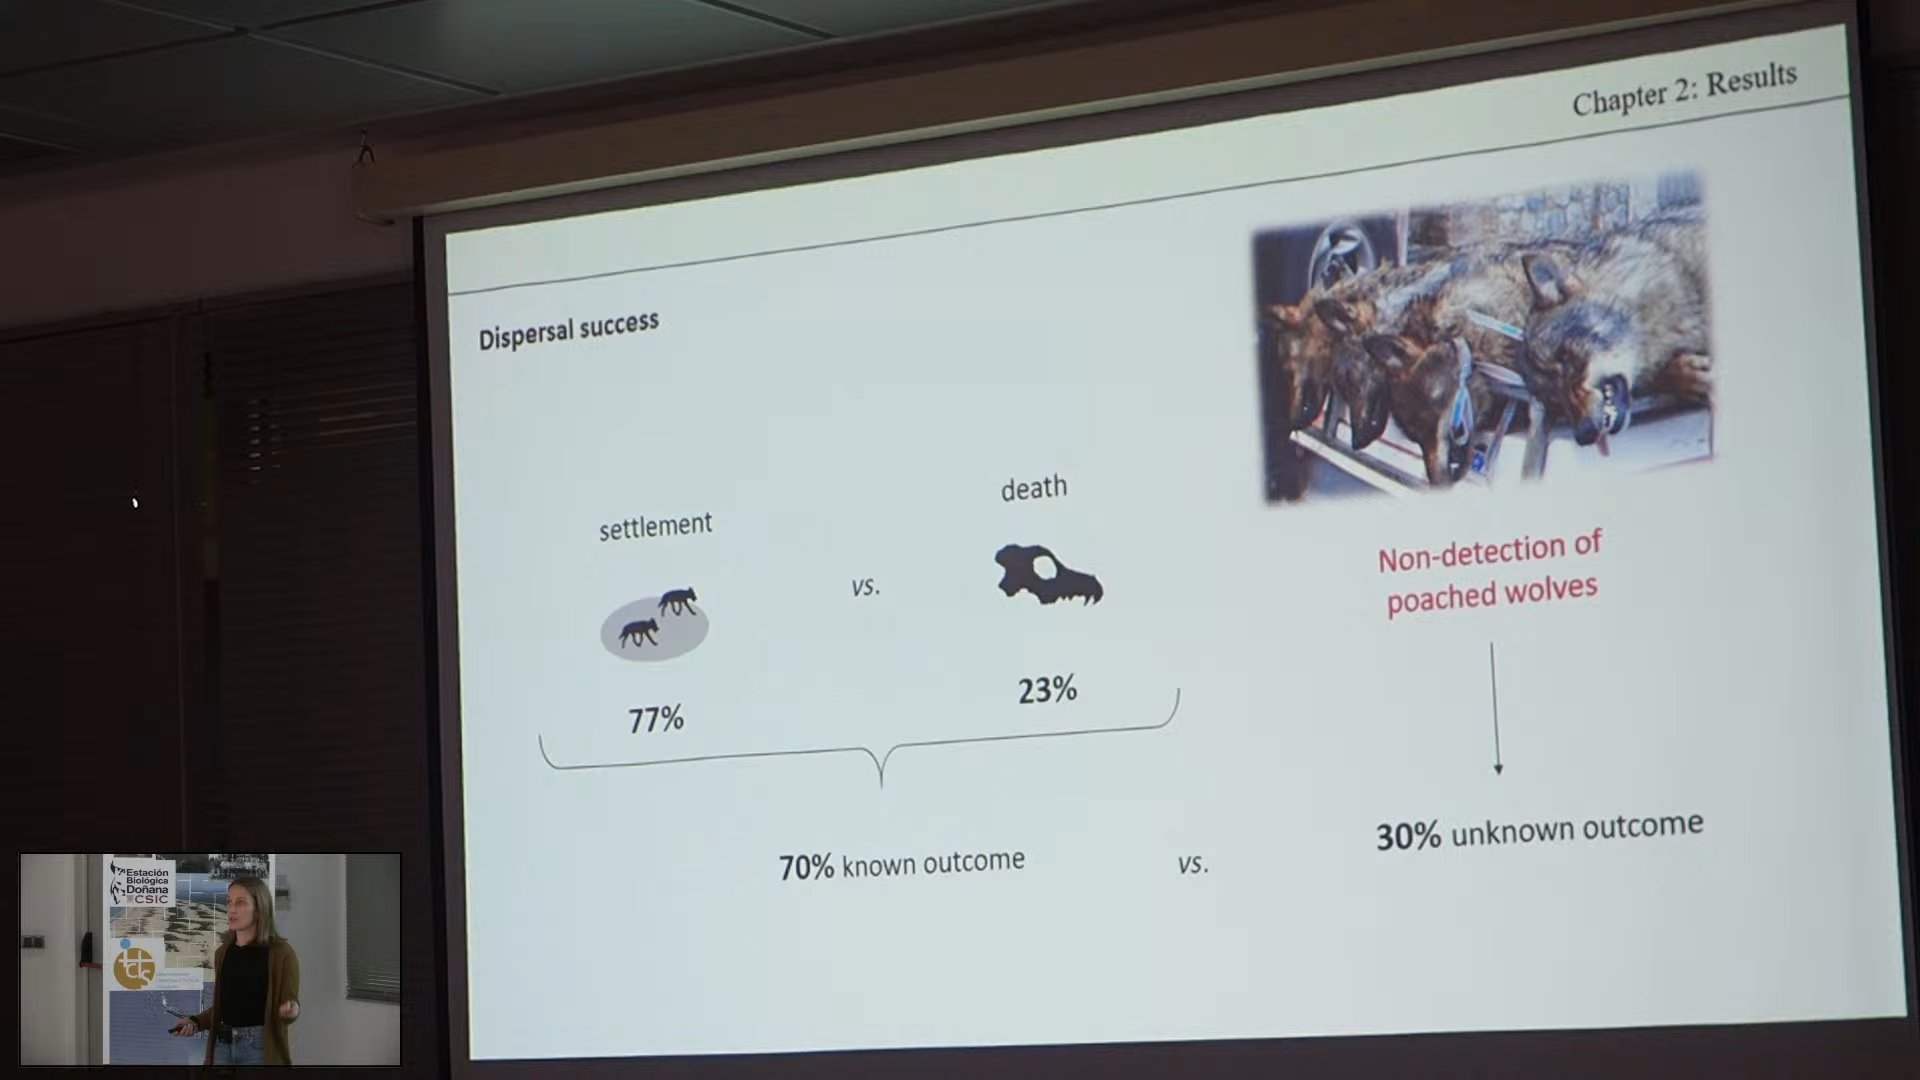 Chapter 2: Results
Dispersal success
settlement
vs.
death
77%
23%
Non-detection of
poached wolves
70% known outcome
vs.
30% unknown outcome
Estación
Biológica
Doñana
CSIC